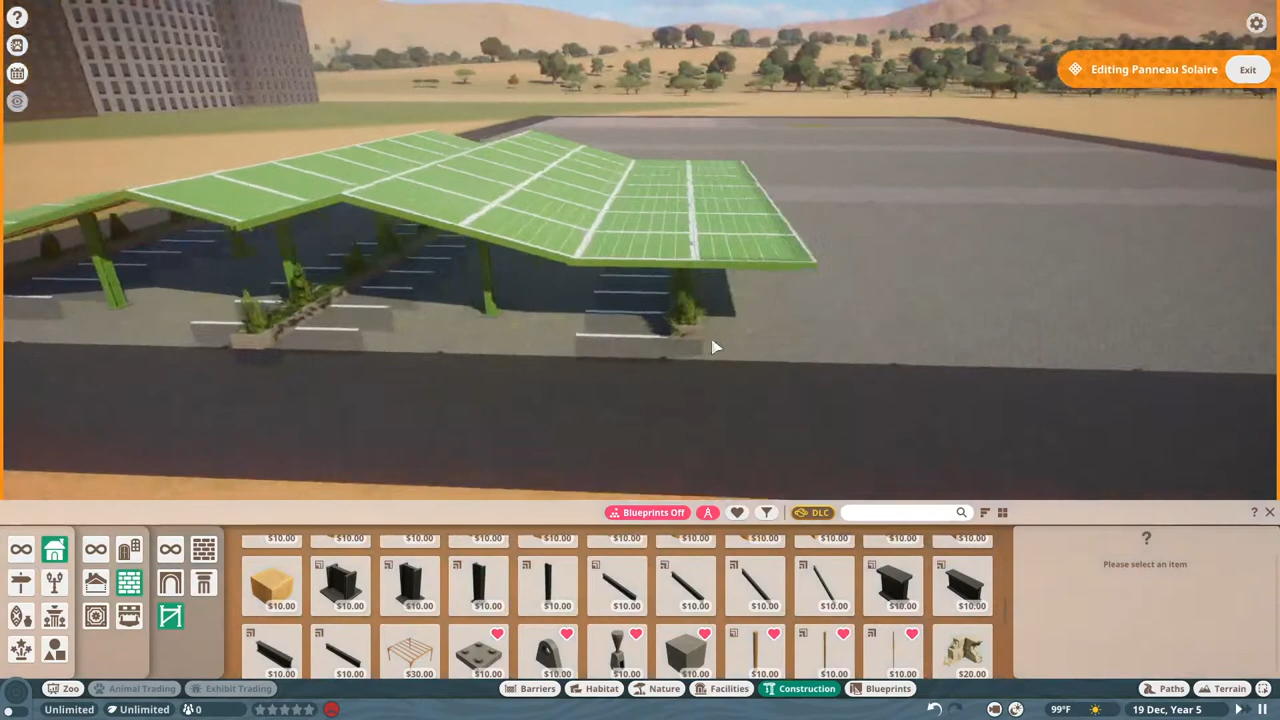 Editing Panneau Solaire
Exit
Blueprints Off
DLC
$10.00 $10.00 $10.00 $10.00 $10.00 $10.00 $10.00 $10.00 $10.00 $10.00 $10.00
$10.00 $10.00 $10.00 $10.00 $10.00 $10.00 $10.00 $10.00 $10.00 $10.00 $10.00
$10.00 $10.00 $30.00 $10.00 $10.00 $10.00 $10.00 $10.00 $10.00 $10.00 $20.00
?
Please select an item
Zoo
Animal Trading
Exhibit Trading
Barriers
Habitat
Nature
Facilities
Construction
Blueprints
Paths
Terrain
Unlimited
Unlimited
0
99°F
19 Dec, Year 5